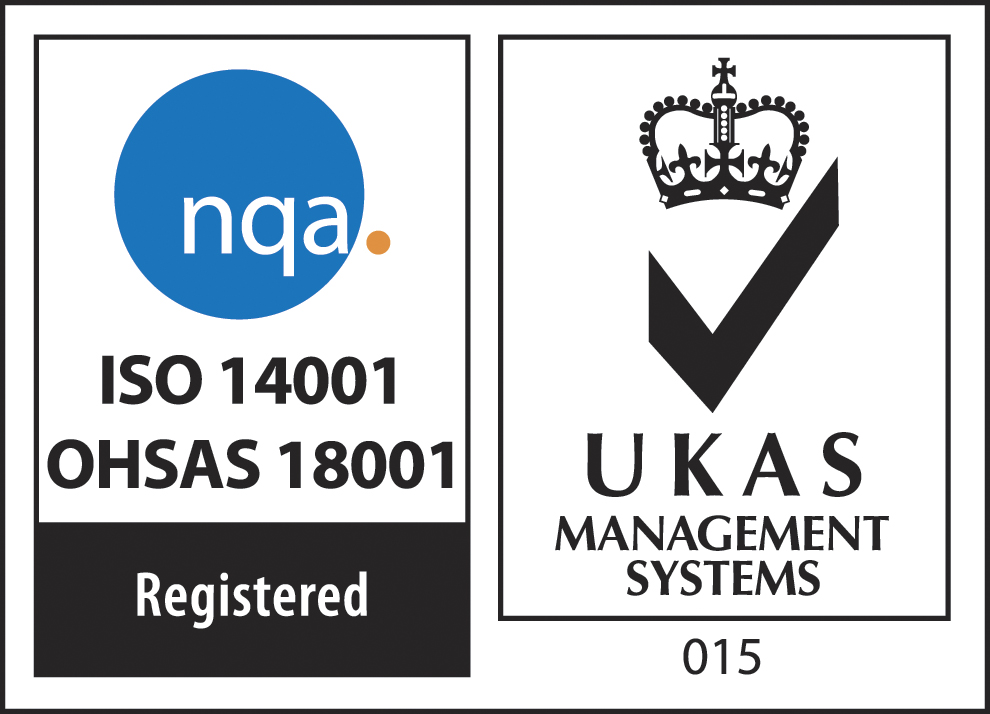 nqa.
ISO 14001
OHSAS 18001
Registered
UKAS
MANAGEMENT
SYSTEMS
015